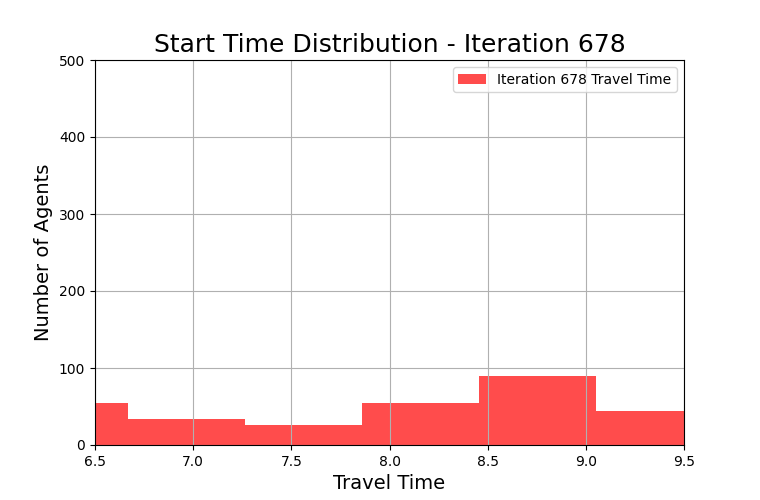 Start Time Distribution - Iteration 678
500
Iteration 678 Travel Time
400
300
200
100
0
Number of Agents
6.5 7.0 7.5 8.0 8.5 9.0 9.5
Travel Time